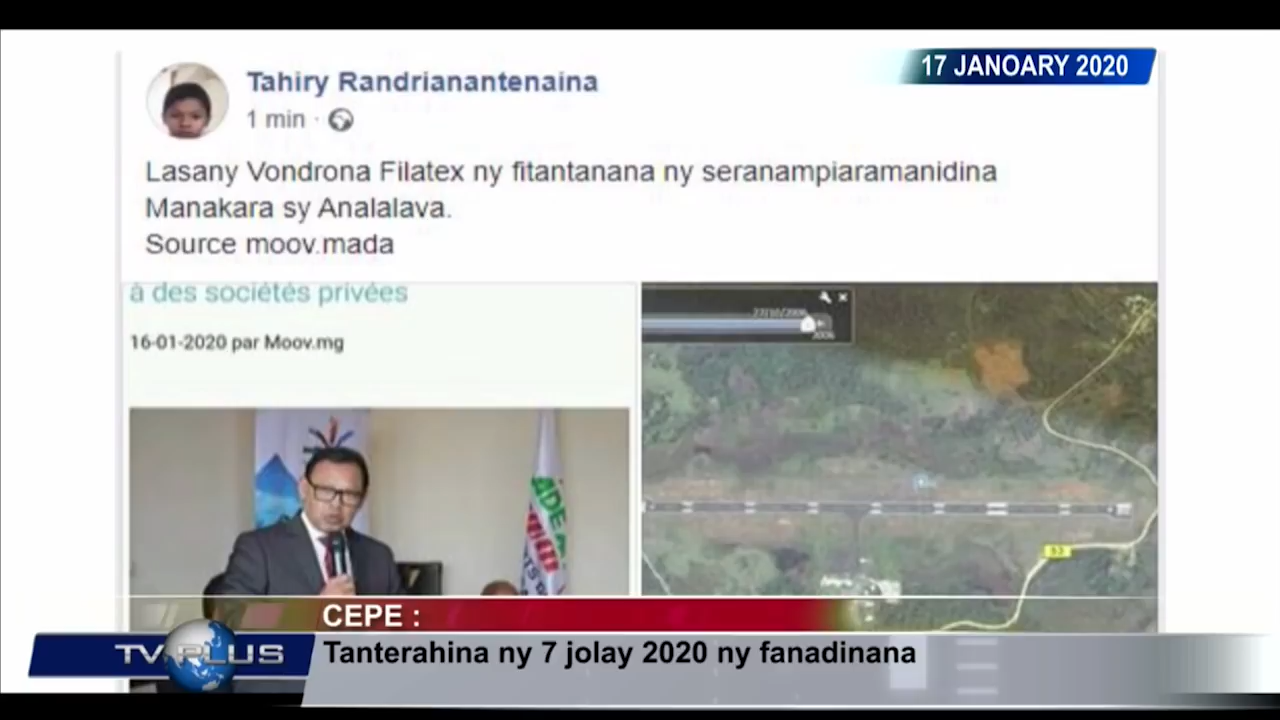 17 JANOARY 2020
Tahiry Randrianantenaina
1 min ·
Lasany Vondrona Filatex ny fitantanana ny seranampiaramanidina
Manakara sy Analalava.
Source moov.mada
à des sociétés privées
16-01-2020 par Moov.mg
2006
CEPE :
TV PLUS
Tanterahina ny 7 jolay 2020 ny fanadinana